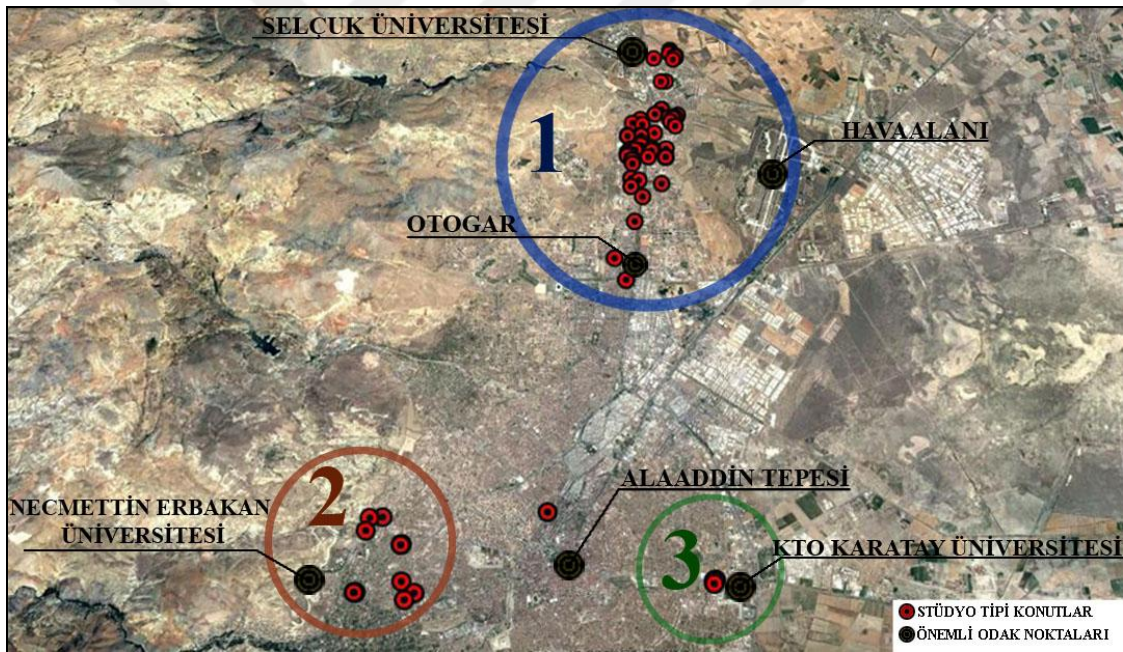 SELÇUK ÜNİVERSİTESİ
1
HAVAALANI
OTOGAR
2
NECMETTİN ERBAKAN
ÜNİVERSİTESİ
ALAADDİN TEPESİ
3
KTO KARATAY ÜNİVERSİTESİ
STÜDYO TİPİ KONUTLAR
ÖNEMLİ ODAK NOKTALARI